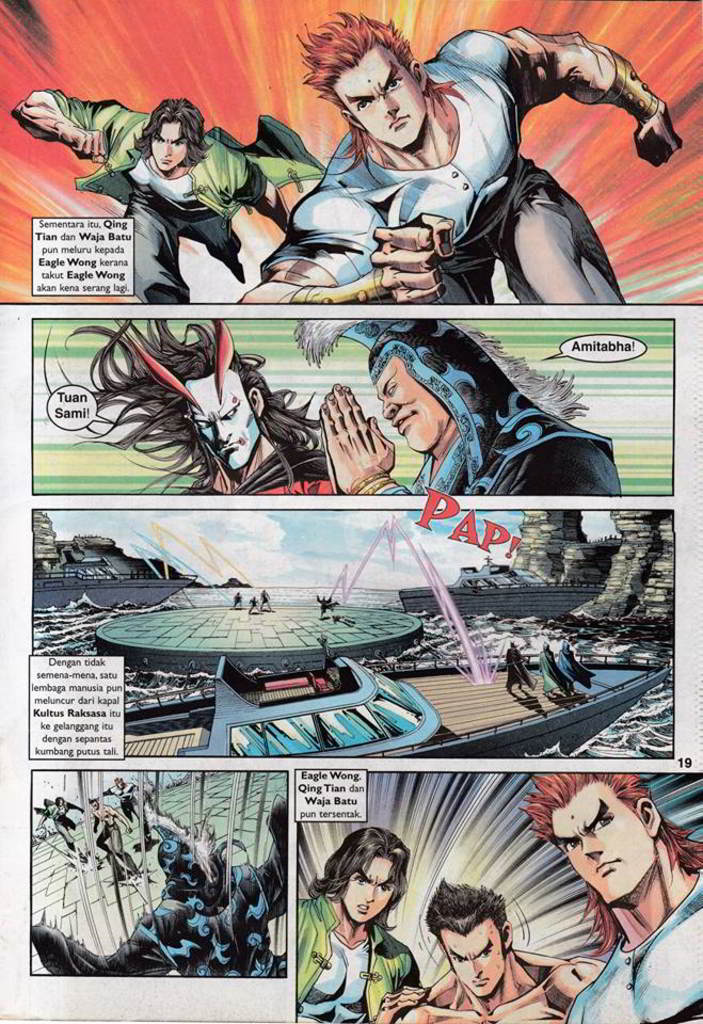 Sementara itu, Qing
Tian dan Waja Batu
pun meluru kepada
Eagle Wong kerana
takut Eagle Wong
akan kena serang lagi.
Tuan
Sami!
Amitabha!
PAP!
Dengan tidak
semena-mena, satu
lembaga manusia pun
meluncur dari kapal
Kultus Raksasa itu
ke gelanggang itu
dengan sepantas
kumbang putus tali.
19
Eagle Wong,
Qing Tian dan
Waja Batu
pun tersentak.